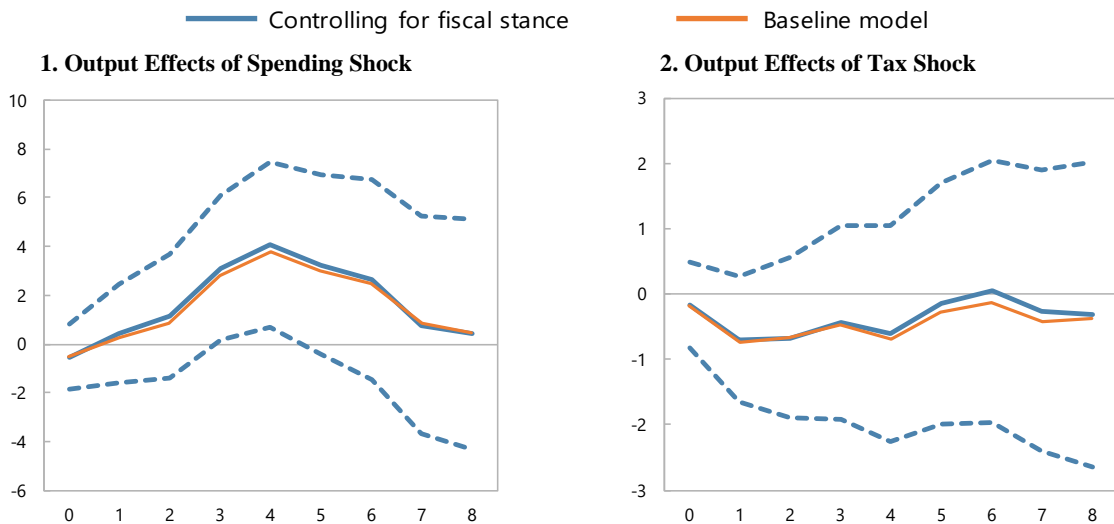 Controlling for fiscal stance
Baseline model
1. Output Effects of Spending Shock
10
8
6
4
2
0
-2
-4
-6
0 1 2 3 4 5 6 7 8
2. Output Effects of Tax Shock
3
2
1
0
-1
-2
-3
0 1 2 3 4 5 6 7 8